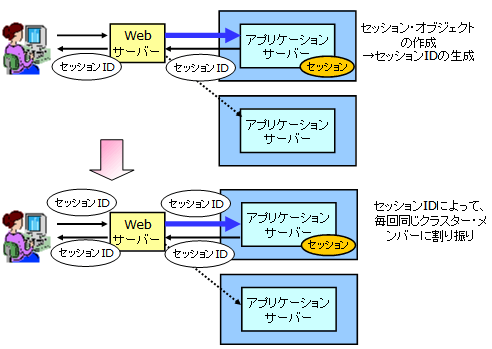 Web
サーバー
アプリケーション
サーバー
セッション
セッションID
セッションID
セッション・オブジェクト
の作成
→セッションIDの生成
アプリケーション
サーバー
セッションID
セッションID
Web
サーバー
アプリケーション
サーバー
セッション
セッションID
セッションID
セッションIDによって、
毎回同じクラスター・メ
ンバーに割り振り
アプリケーション
サーバー